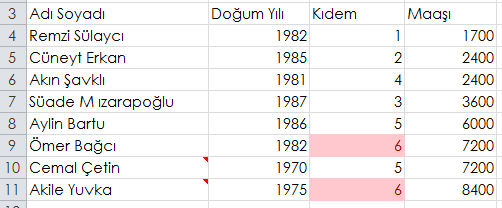 3 Adı Soyadı Doğum Yılı Kıdem Maaşı
4 Remzi Sülaycı 1982 1 1700
5 Cüneyt Erkan 1985 2 2400
6 Akın Şavklı 1981 4 2400
7 Süade M ızarapoğlu 1987 3 3600
8 Aylin Bartu 1986 5 6000
9 Ömer Bağcı 1982 6 7200
10 Cemal Çetin 1970 5 7200
11 Akile Yuvka 1975 6 8400